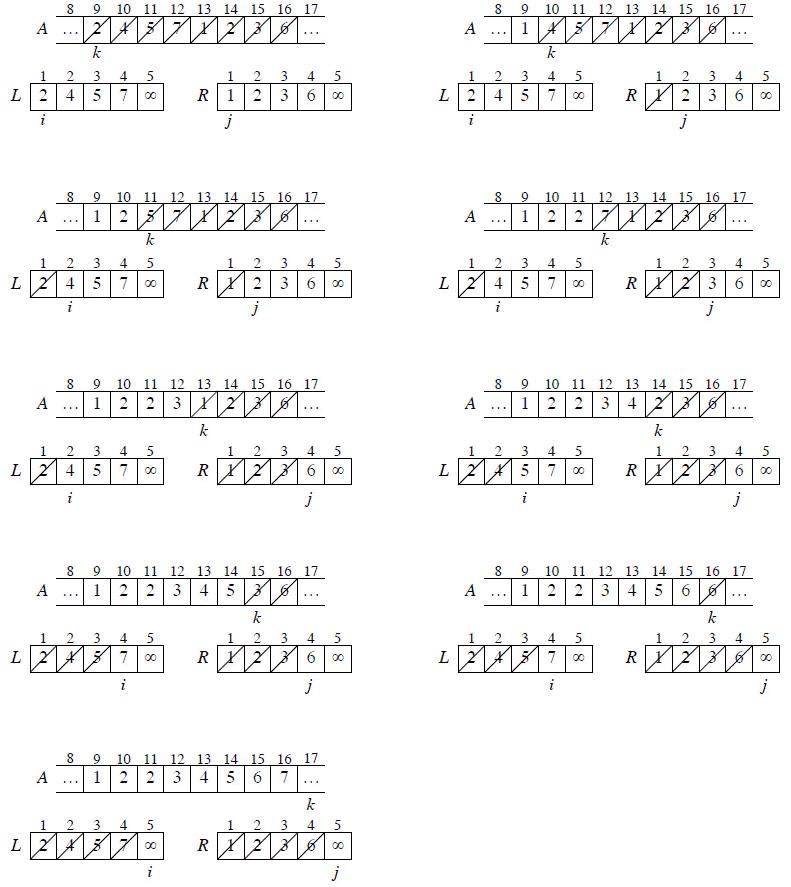 8 9 10 11 12 13 14 15 16 17
A … 2 4 5 7 1 2 3 6 …
k
1 2 3 4 5
L 2 4 5 7 ∞
i
1 2 3 4 5
R 1 2 3 6 ∞
j
8 9 10 11 12 13 14 15 16 17
A … 1 4 5 7 1 2 3 6 …
k
1 2 3 4 5
L 2 4 5 7 ∞
i
1 2 3 4 5
R 1 2 3 6 ∞
j
8 9 10 11 12 13 14 15 16 17
A … 1 2 5 7 1 2 3 6 …
k
1 2 3 4 5
L 2 4 5 7 ∞
i
1 2 3 4 5
R 1 2 3 6 ∞
j
8 9 10 11 12 13 14 15 16 17
A … 1 2 2 7 1 2 3 6 …
k
1 2 3 4 5
L 2 4 5 7 ∞
i
1 2 3 4 5
R 1 2 3 6 ∞
j
8 9 10 11 12 13 14 15 16 17
A … 1 2 2 3 1 2 3 6 …
k
1 2 3 4 5
L 2 4 5 7 ∞
i
1 2 3 4 5
R 1 2 3 6 ∞
j
8 9 10 11 12 13 14 15 16 17
A … 1 2 2 3 4 2 3 6 …
k
1 2 3 4 5
L 2 4 5 7 ∞
i
1 2 3 4 5
R 1 2 3 6 ∞
j
8 9 10 11 12 13 14 15 16 17
A … 1 2 2 3 4 5 3 6 …
k
1 2 3 4 5
L 2 4 5 7 ∞
i
1 2 3 4 5
R 1 2 3 6 ∞
j
8 9 10 11 12 13 14 15 16 17
A … 1 2 2 3 4 5 6 6 …
k
1 2 3 4 5
L 2 4 5 7 ∞
i
1 2 3 4 5
R 1 2 3 6 ∞
j
8 9 10 11 12 13 14 15 16 17
A … 1 2 2 3 4 5 6 7 …
k
1 2 3 4 5
L 2 4 5 7 ∞
i
1 2 3 4 5
R 1 2 3 6 ∞
j